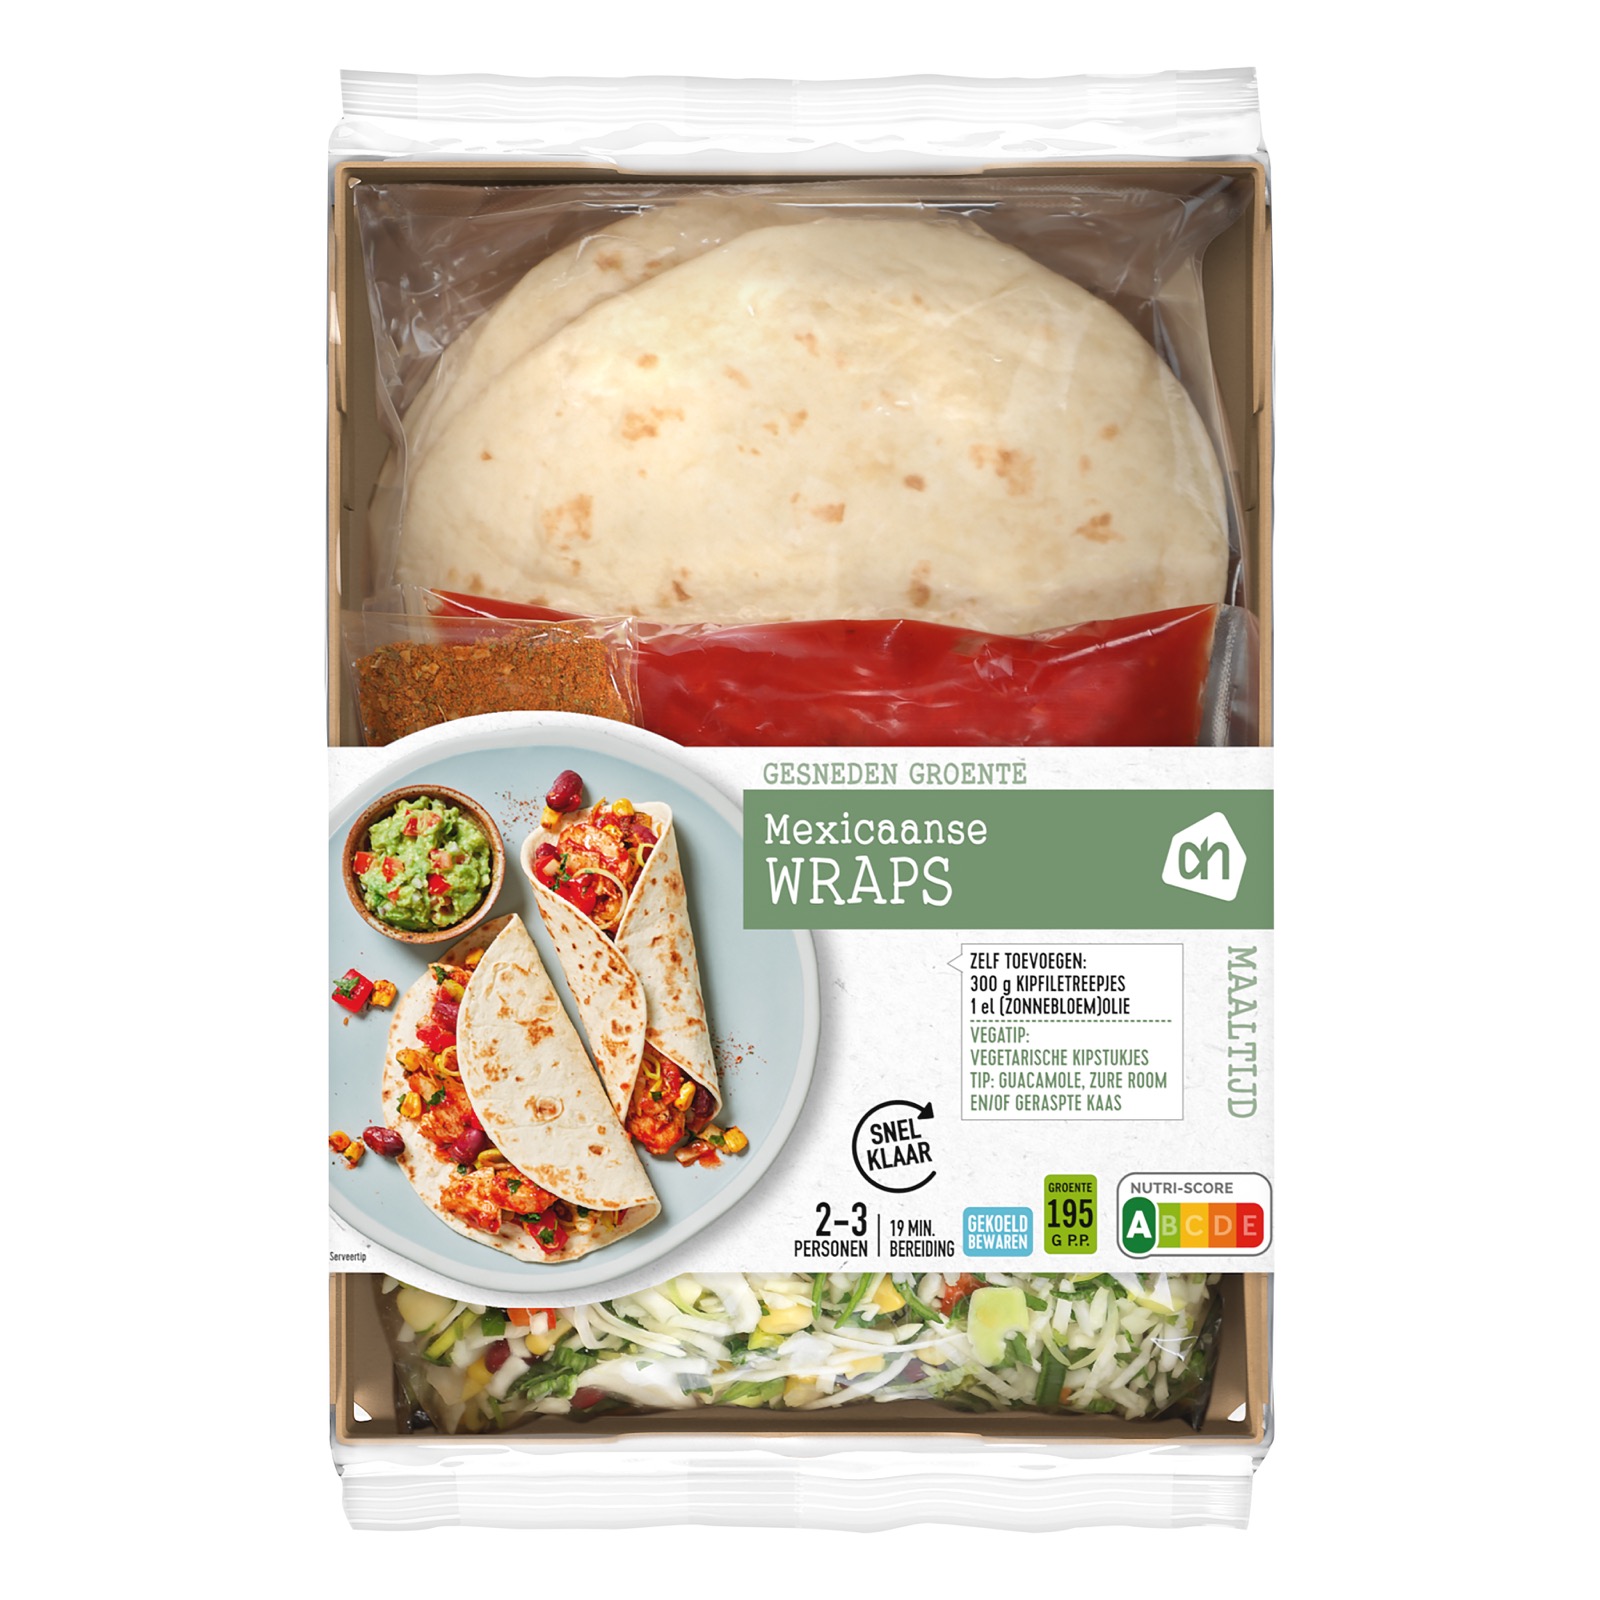 GESNEDEN GROENTE
Mexicaanse
WRAPS
ah
MAALTIJD
ZELF TOEVOEGEN:
300 g KIPFILETREEPJES
1 el (ZONNEBLOEM)OLIE
VEGATIP:
VEGETARISCHE KIPSTUKJES
TIP: GUACAMOLE, ZURE ROOM
EN/OF GERASPTE KAAS
SNEL
KLAAR
2-3
PERSONEN
19 MIN.
BEREIDING
GEKOELD
BEWAREN
GROENTE
195
G P.P.
NUTRI-SCORE
A B C D E
Serveertip